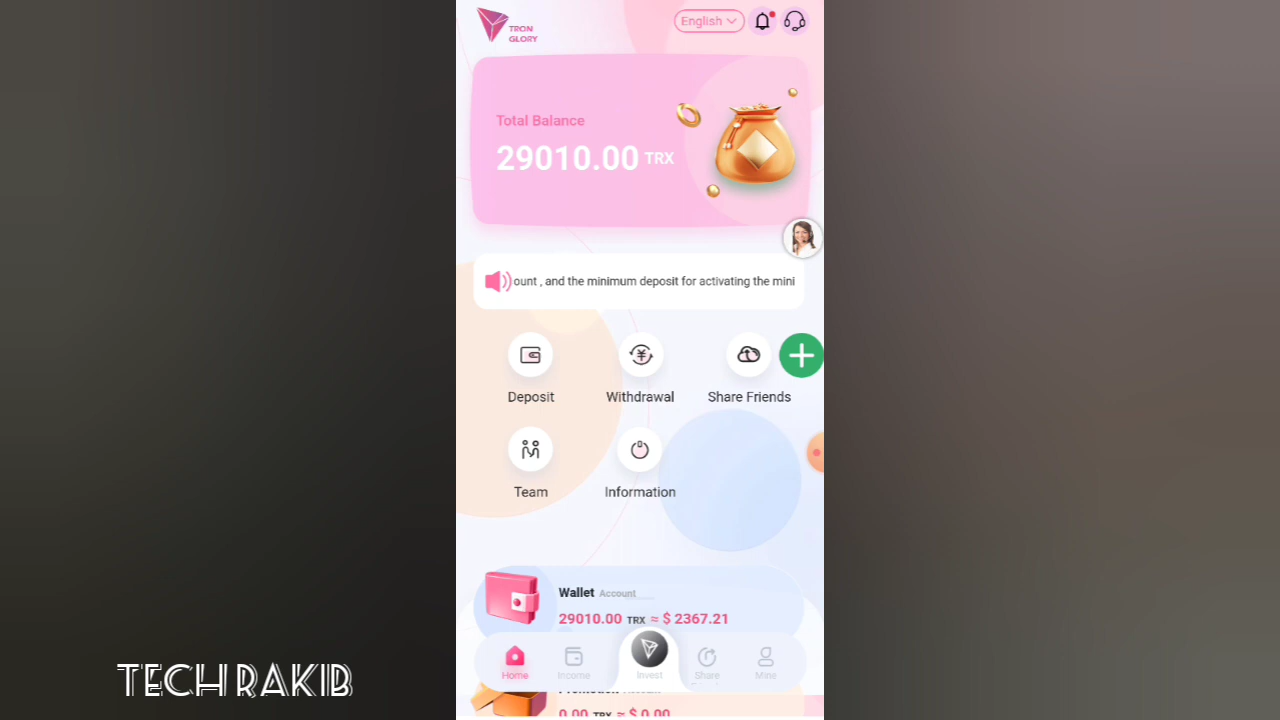 TRON
GLORY
English
Total Balance
29010.00 TRX
ount , and the minimum deposit for activating the mini
Deposit
Withdrawal
Share Friends
Team
Information
Wallet Account
29010.00 TRX ≈ $ 2367.21
Home
Income
Invest
Share
Mine
Promotion
0.00 TRX ≈ $ 0.00
TECH RAKIB